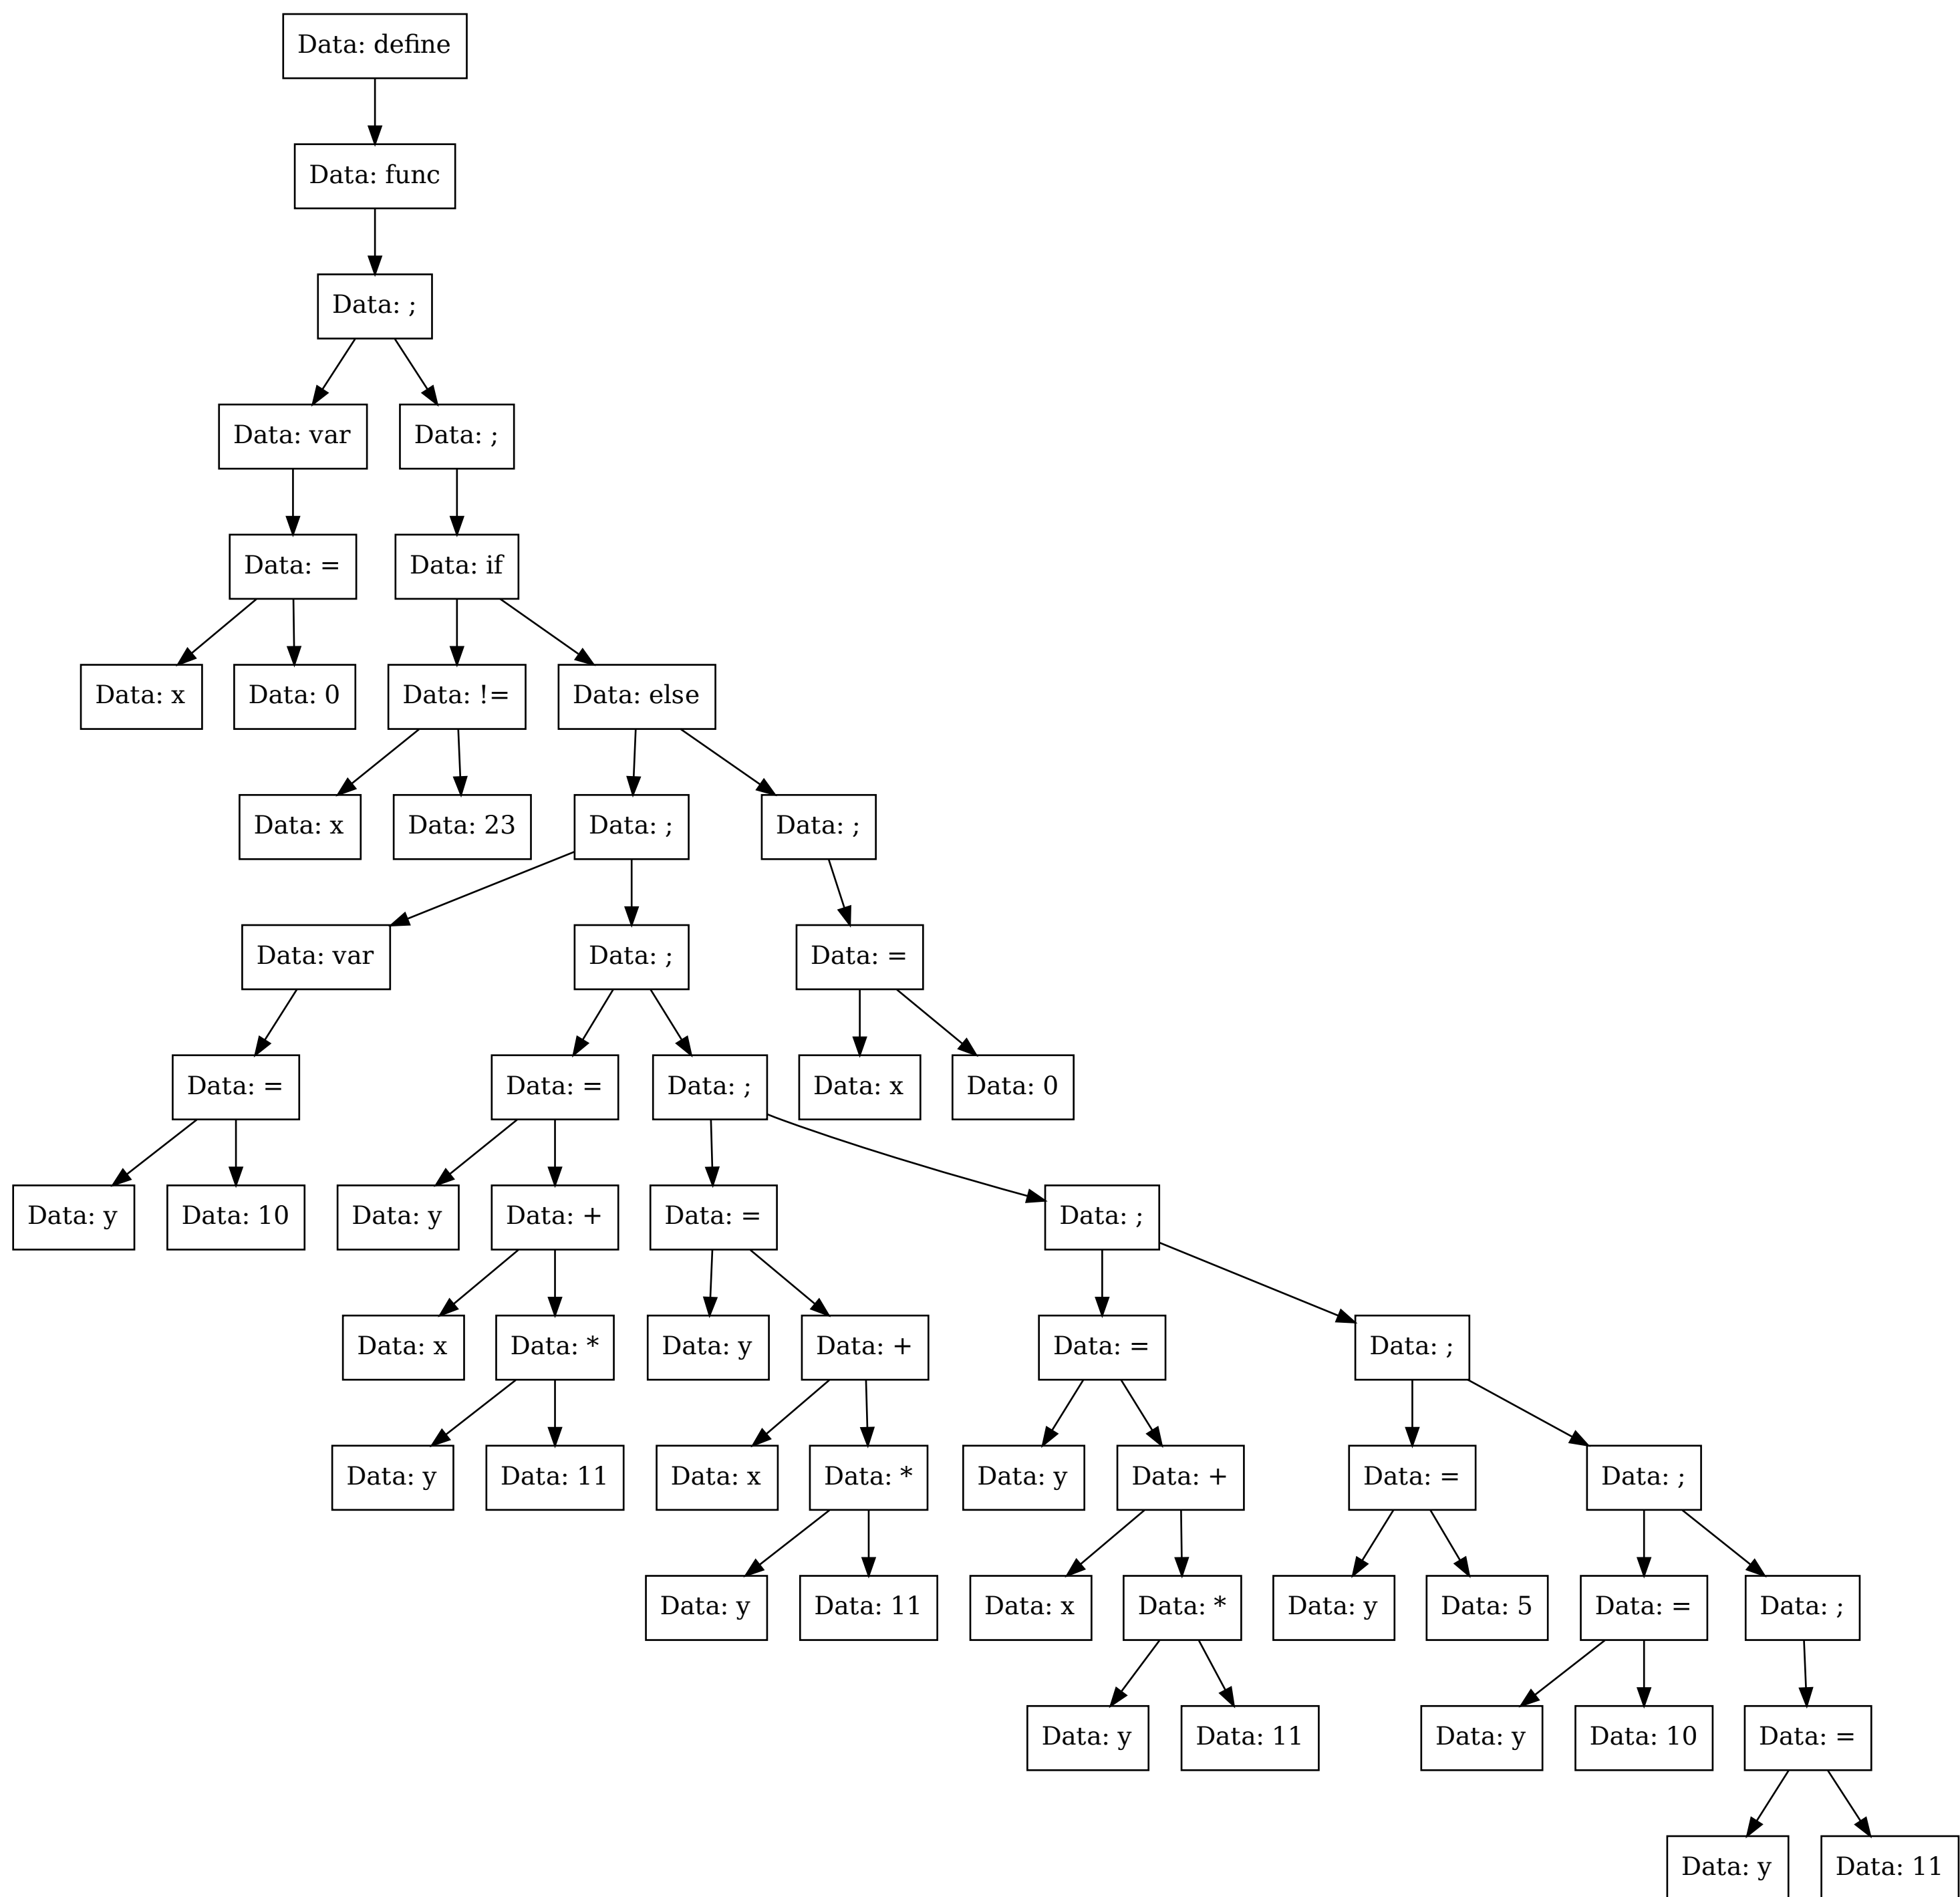 Data: define
Data: func
Data: ;
Data: var
Data: ;
Data: =
Data: if
Data: x
Data: 0
Data: !=
Data: else
Data: x
Data: 23
Data: ;
Data: ;
Data: var
Data: ;
Data: =
Data: =
Data: =
Data: ;
Data: x
Data: 0
Data: y
Data: 10
Data: y
Data: +
Data: =
Data: ;
Data: x
Data: *
Data: y
Data: +
Data: =
Data: ;
Data: y
Data: 11
Data: x
Data: *
Data: y
Data: +
Data: =
Data: ;
Data: y
Data: 11
Data: x
Data: *
Data: y
Data: 5
Data: =
Data: ;
Data: y
Data: 11
Data: y
Data: 10
Data: =
Data: y
Data: 11